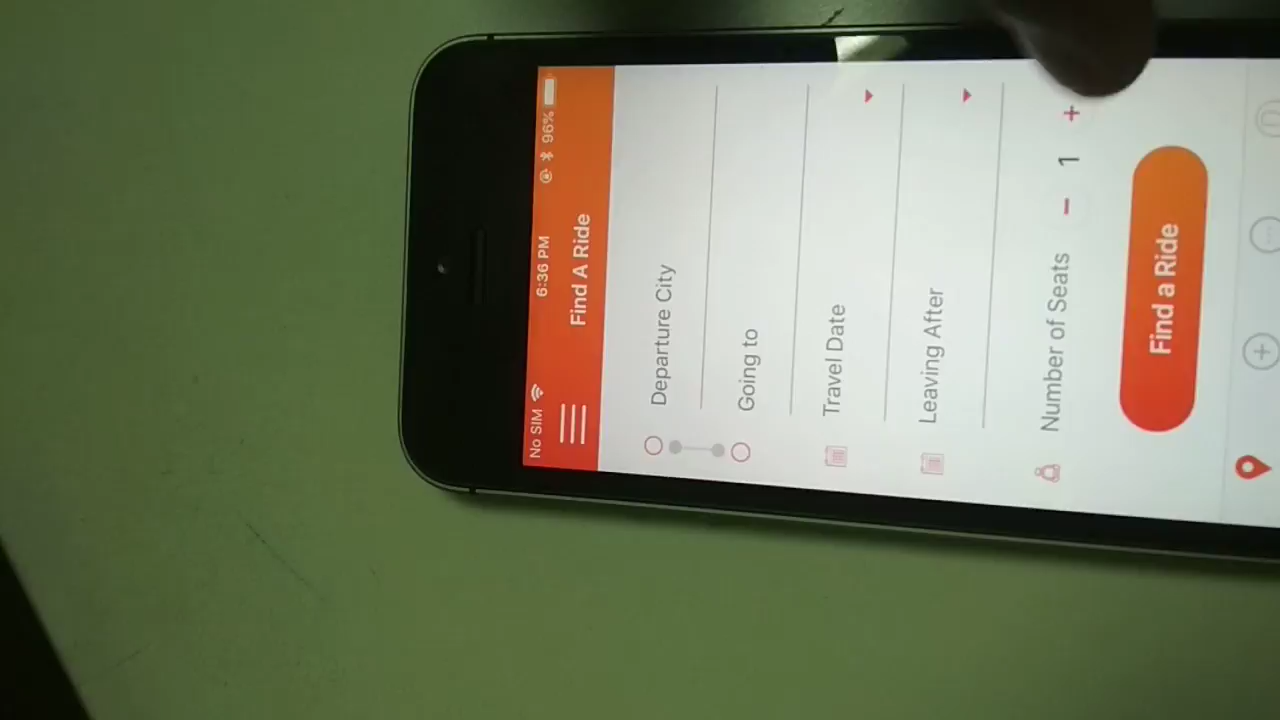 No SIM 6:36 PM 96%
Find A Ride
Departure City
Going to
Travel Date
Leaving After
Number of Seats − 1 +
Find a Ride